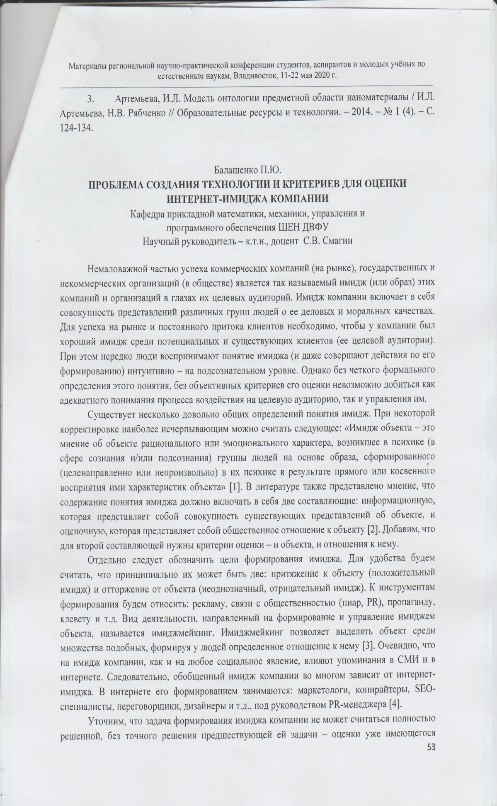 Материалы региональной научно-практической конференции студентов, аспирантов и молодых учёных по
естественным наукам, Владивосток, 11-22 мая 2020 г.
3. Артемьева, И.Л. Модель онтологии предметной области наноматериалы / И.Л.
Артемьева, Н.В. Рябченко // Образовательные ресурсы и технологии. – 2014. – № 1 (4). – С.
124-134.
Балашенко П.Ю.
ПРОБЛЕМА СОЗДАНИЯ ТЕХНОЛОГИИ И КРИТЕРИЕВ ДЛЯ ОЦЕНКИ
ИНТЕРНЕТ-ИМИДЖА КОМПАНИИ
Кафедра прикладной математики, механики, управления и
программного обеспечения ШЕН ДВФУ
Научный руководитель – к.т.н., доцент С.В. Смагин
Немаловажной частью успеха коммерческих компаний (на рынке), государственных и
некоммерческих организаций (в обществе) является так называемый имидж (или образ) этих
компаний и организаций в глазах их целевых аудиторий. Имидж компании включает в себя
совокупность представлений различных групп людей о ее деловых и моральных качествах.
Для успеха на рынке и постоянного притока клиентов необходимо, чтобы у компании был
хороший имидж среди потенциальных и существующих клиентов (ее целевой аудитории).
При этом нередко люди воспринимают понятие имиджа (и даже совершают действия по его
формированию) интуитивно – на подсознательном уровне. Однако без четкого формального
определения этого понятия, без объективных критериев его оценки невозможно добиться как
адекватного понимания процесса воздействия на целевую аудиторию, так и управления им.
Существует несколько довольно общих определений понятия имидж. При некоторой
корректировке наиболее исчерпывающим можно считать следующее: «Имидж объекта – это
мнение об объекте рационального или эмоционального характера, возникшее в психике (в
сфере сознания и/или подсознания) группы людей на основе образа, сформированного
(целенаправленно или непроизвольно) в их психике в результате прямого или косвенного
восприятия ими характеристик объекта» [1]. В литературе также представлено мнение, что
содержание понятия имиджа должно включать в себя две составляющие: информационную,
которая представляет собой совокупность существующих представлений об объекте, и
оценочную, которая представляет собой общественное отношение к объекту [2]. Добавим, что
для второй составляющей нужны критерии оценки – и объекта, и отношения к нему.
Отдельно следует обозначить цели формирования имиджа. Для удобства будем
считать, что принципиально их может быть две: притяжение к объекту (положительный
имидж) и отторжение от объекта (неоднозначный, отрицательный имидж). К инструментам
формирования будем относить: рекламу, связи с общественностью (пиар, PR), пропаганду,
клевету и т.д. Вид деятельности, направленный на формирование и управление имиджем
объекта, называется имиджмейкинг. Имиджмейкинг позволяет выделять объект среди
множества подобных, формируя у людей определенное отношение к нему [3]. Очевидно, что
на имидж компании, как и на любое социальное явление, влияют упоминания в СМИ и в
интернете. Следовательно, обобщенный имидж компании во многом зависит от интернет-
имиджа. В интернете его формированием занимаются: маркетологи, копирайтеры, SEO-
специалисты, переговорщики, дизайнеры и т.д., под руководством PR-менеджера [4].
Уточним, что задача формирования имиджа компании не может считаться полностью
решенной, без точного решения предшествующей ей задачи – оценки уже имеющегося
53